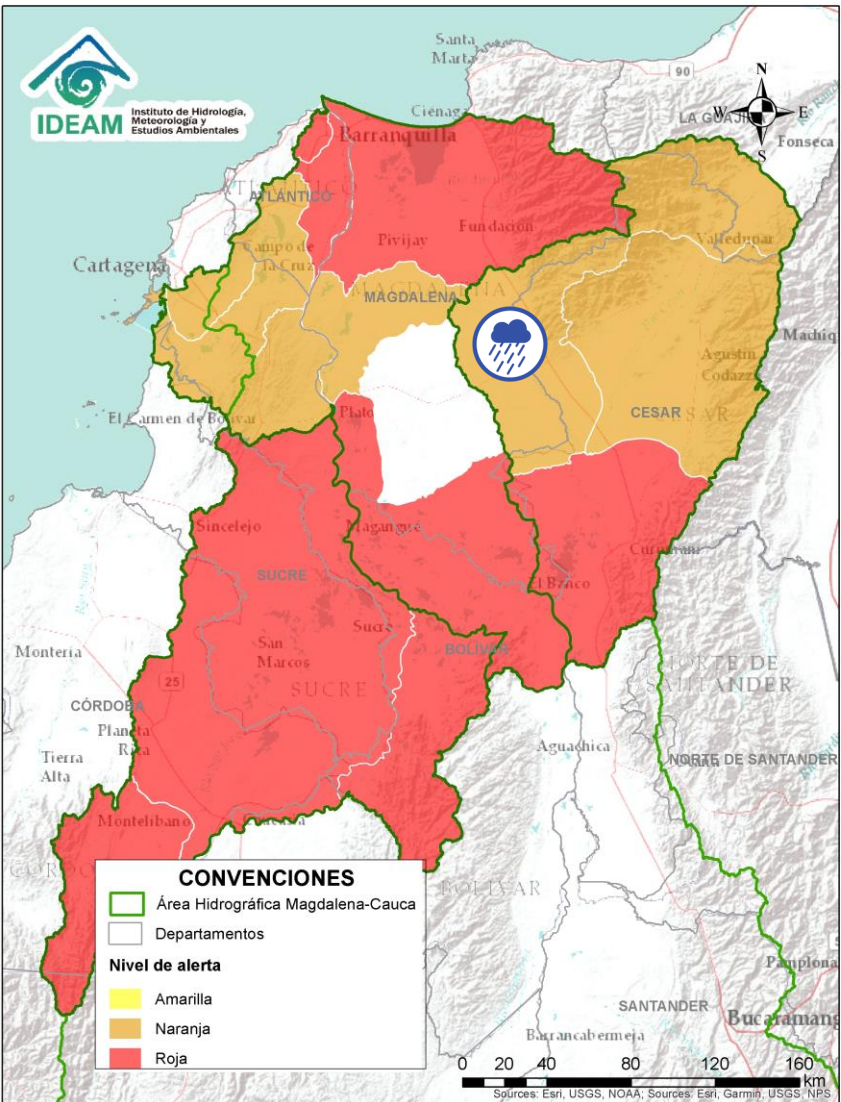 IDEAM
Instituto de Hidrología,
Meteorología y
Estudios Ambientales
Santa
Marta
90
N
W
E
S
LA GUAJIRA
Ciénaga
Fonseca
Barranquilla
ATLÁNTICO
Fundación
Pivijay
Valledupar
Campo de
la Cruz
Cartagena
MAGDALENA
Machiq
Agustín
Codazzi
CESAR
CESAR
Plato
El Carmen de Bolívar
Sincelejo
Magangué
Curumaní
El Banco
SUCRE
Sucre
BOLÍVAR
Montería
San
Marcos
SUCRE
NORTE DE
SANTANDER
25
CÓRDOBA
Planeta
Rica
Aguachica
NORTE DE SANTANDER
Tierra
Alta
Montelíbano
Caucasia
BOLÍVAR
CONVENCIONES
Área Hidrográfica Magdalena-Cauca
Departamentos
Nivel de alerta
Amarilla
Naranja
Roja
Pamplona
SANTANDER
Bucaramang
Barrancabermeja
0 20 40 80 120 160
km
Sources: Esri, USGS, NOAA; Sources: Esri, Garmin, USGS, NPS